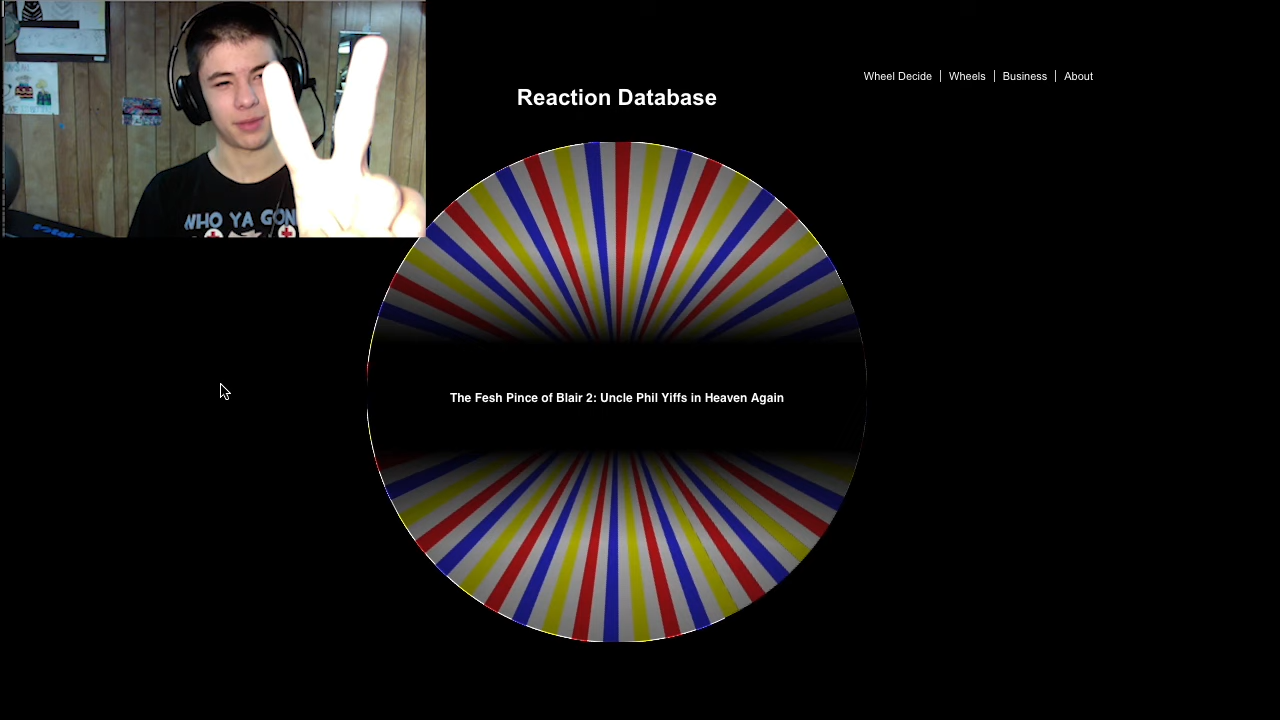 WHO YA GON
Wheel Decide
Wheels
Business
About
Reaction Database
The Fesh Pince of Blair 2: Uncle Phil Yiffs in Heaven Again